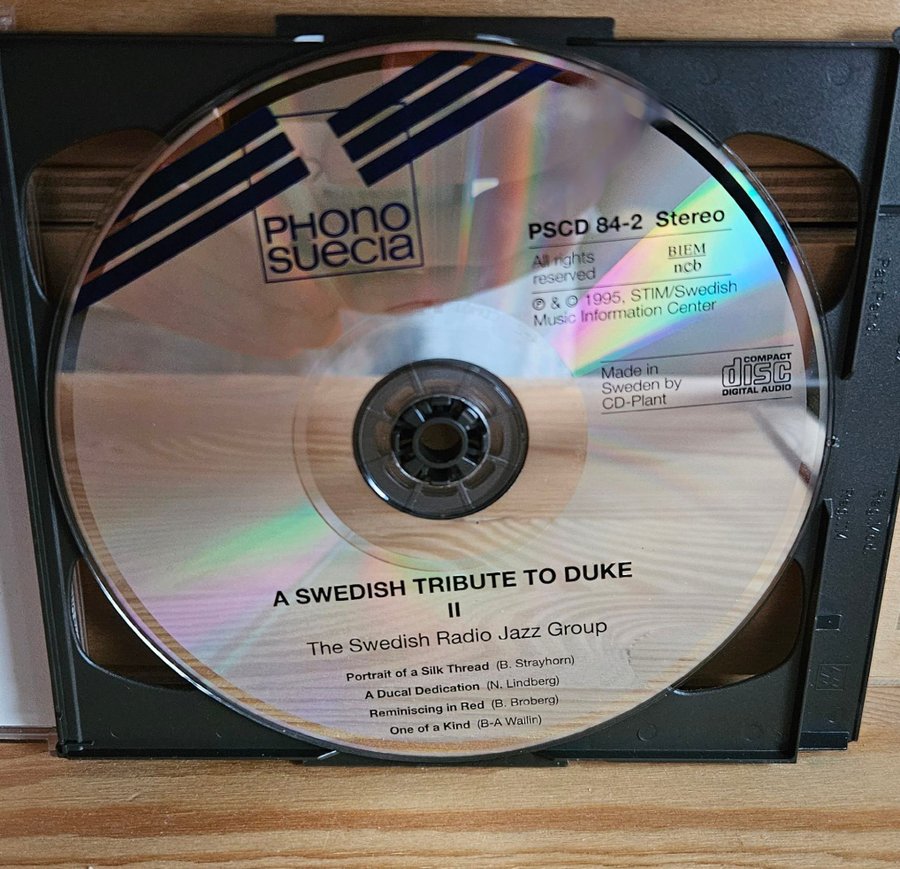 PHONO
SUECIA
PSCD 84-2 Stereo
All rights
reserved
BIEM
ncb
℗ & © 1995, STIM/Swedish
Music Information Center
Made in
Sweden by
CD-Plant
COMPACT
disc
DIGITAL AUDIO
A SWEDISH TRIBUTE TO DUKE
II
The Swedish Radio Jazz Group
Portrait of a Silk Thread (B. Strayhorn)
A Ducal Dedication (N. Lindberg)
Reminiscing in Red (B. Broberg)
One of a Kind (B-A Wallin)